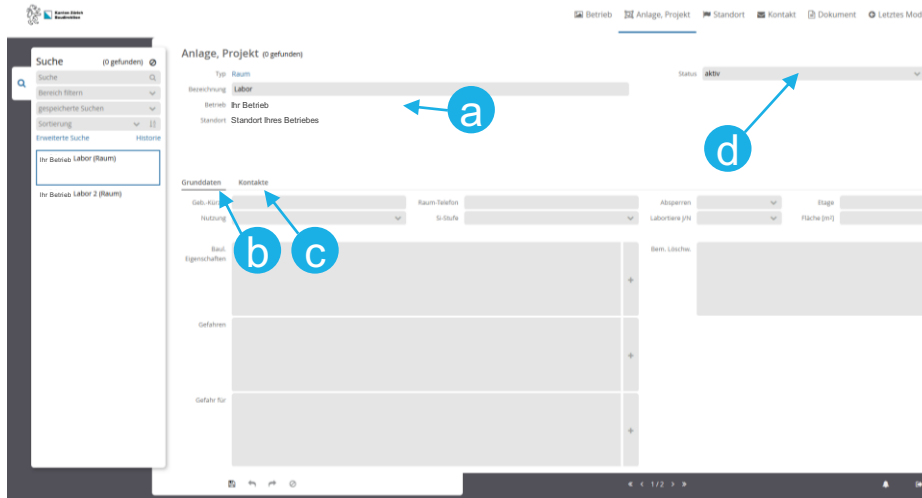 Kanton Zürich
Baudirektion
Betrieb Anlage, Projekt Standort Kontakt Dokument Letztes Mod
Suche (0 gefunden)
Suche
Bereich filtern
gespeicherte Suchen
Sortierung
Erweiterte Suche Historie
Ihr Betrieb Labor (Raum)
Ihr Betrieb Labor 2 (Raum)
Anlage, Projekt (0 gefunden)
Typ Raum Status aktiv
Bezeichnung Labor
Betrieb Ihr Betrieb
Standort Standort Ihres Betriebes
a
d
Grunddaten Kontakte
Geb.-Kürz Raum-Telefon Absperren Etage
Nutzung Si-Stufe Labortiere J/N Fläche [m²]
b c
Baul. Eigenschaften Bem. Löschw.
Gefahren
Gefahr für
1/2